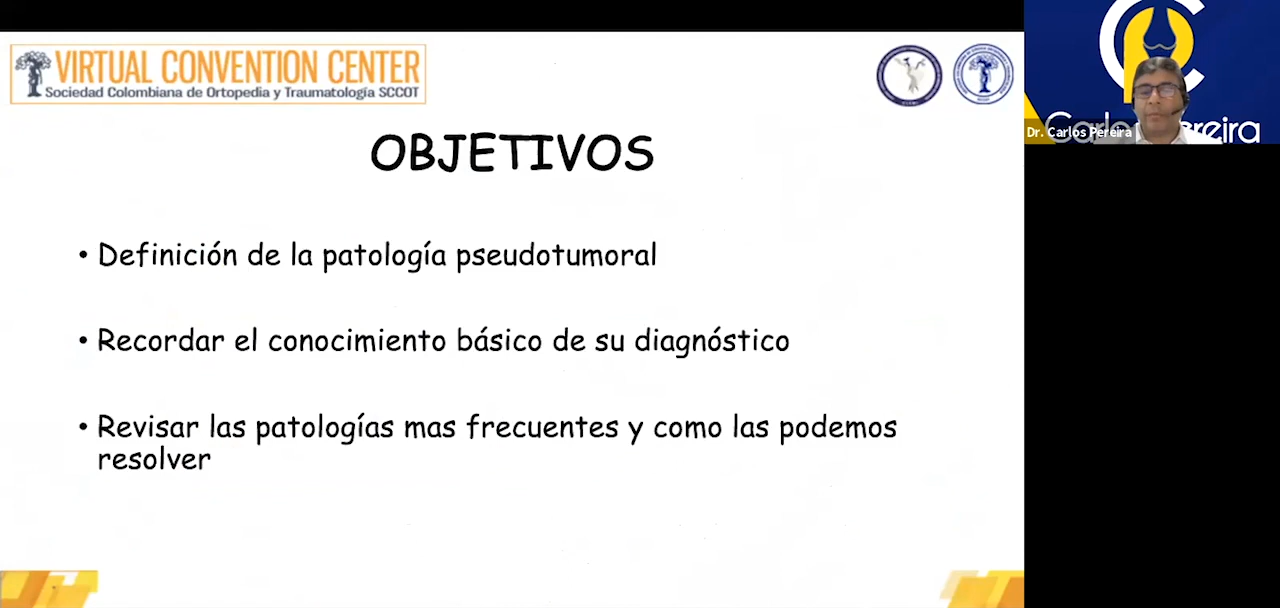 VIRTUAL CONVENTION CENTER
Sociedad Colombiana de Ortopedia y Traumatología SCCOT
OBJETIVOS
• Definición de la patología pseudotumoral
• Recordar el conocimiento básico de su diagnóstico
• Revisar las patologías mas frecuentes y como las podemos
resolver
Dr. Carlos Pereira